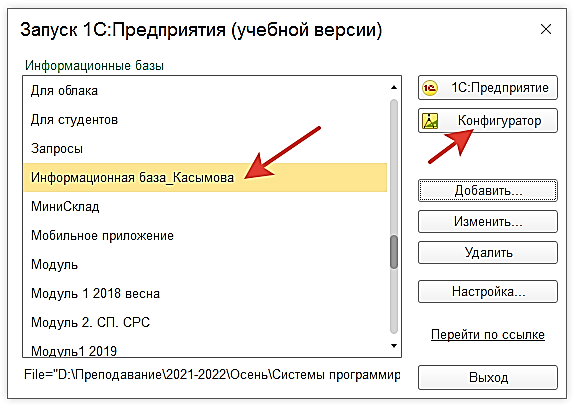 Запуск 1С:Предприятия (учебной версии)
Информационные базы
Для облака
Для студентов
Запросы
Информационная база_Касымова
МиниСклад
Мобильное приложение
Модуль
Модуль 1 2018 весна
Модуль 2. СП. СРС
Модуль1 2019
File="D:\Преподавание\2021-2022\Осень\Системы программир
1С:Предприятие
Конфигуратор
Добавить...
Изменить...
Удалить
Настройка...
Перейти по ссылке
Выход